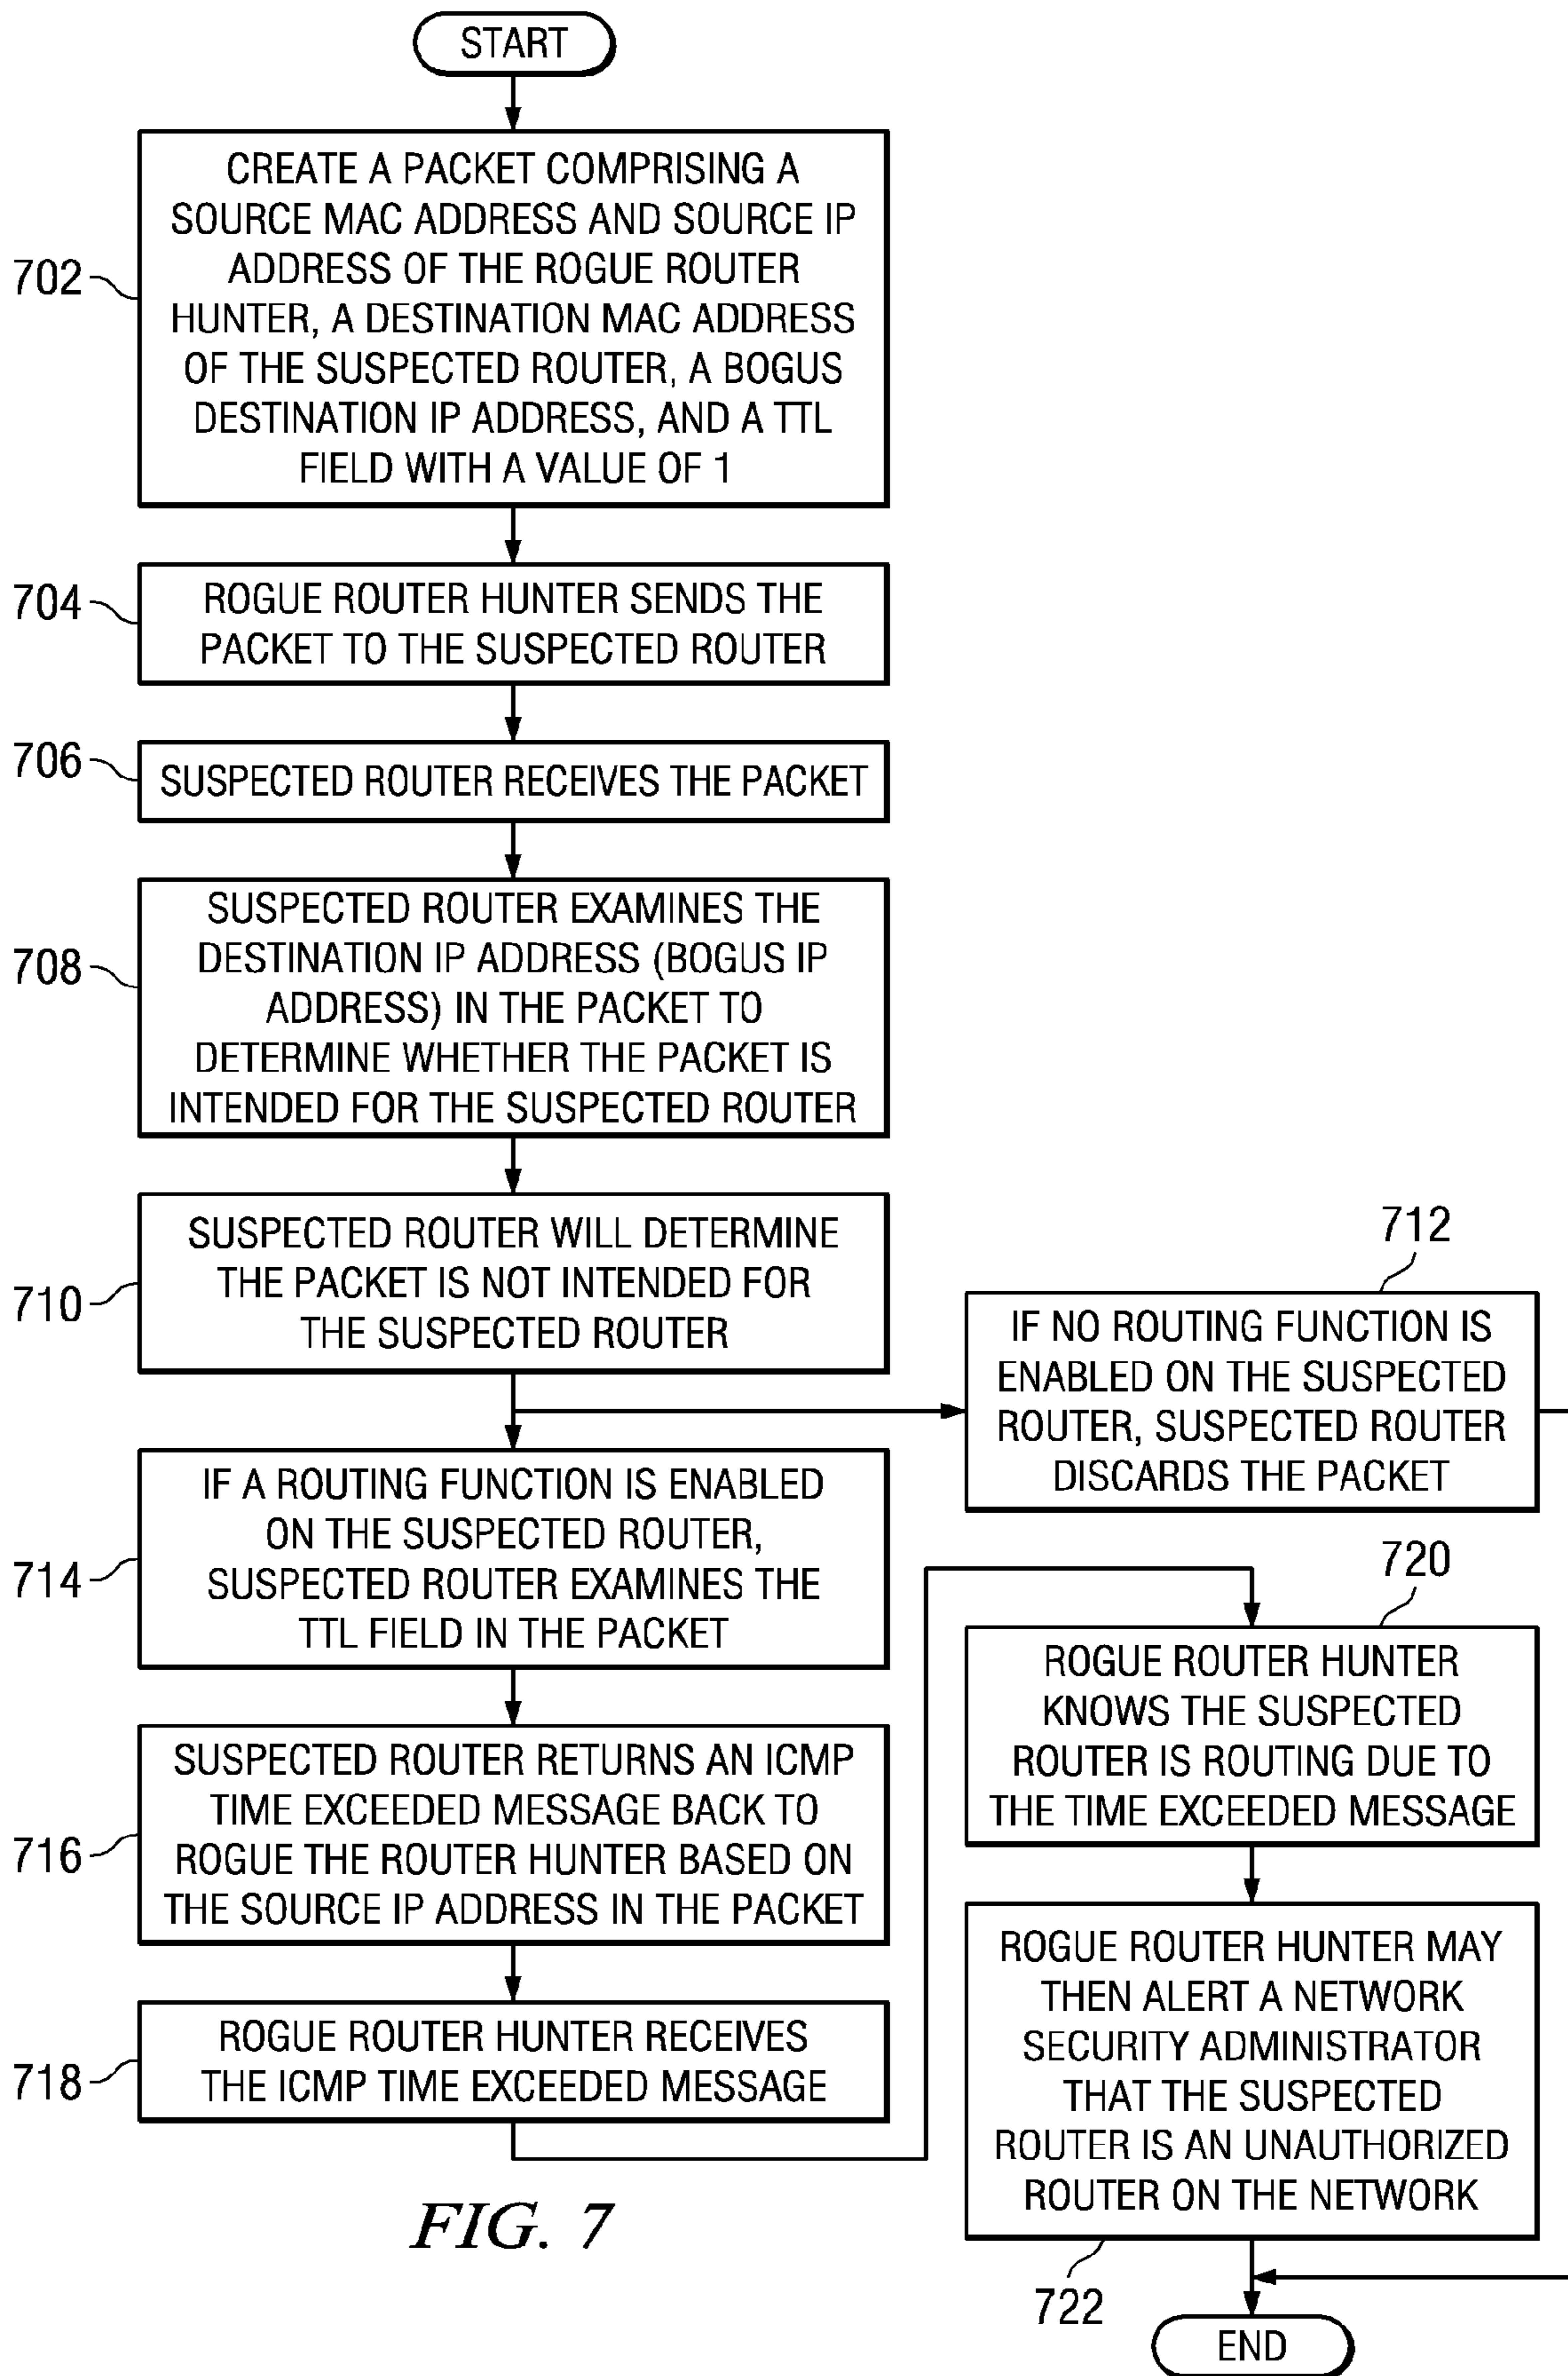 START
702
CREATE A PACKET COMPRISING A
SOURCE MAC ADDRESS AND SOURCE IP
ADDRESS OF THE ROGUE ROUTER
HUNTER, A DESTINATION MAC ADDRESS
OF THE SUSPECTED ROUTER, A BOGUS
DESTINATION IP ADDRESS, AND A TTL
FIELD WITH A VALUE OF 1
704
ROGUE ROUTER HUNTER SENDS THE
PACKET TO THE SUSPECTED ROUTER
706
SUSPECTED ROUTER RECEIVES THE PACKET
708
SUSPECTED ROUTER EXAMINES THE
DESTINATION IP ADDRESS (BOGUS IP
ADDRESS) IN THE PACKET TO
DETERMINE WHETHER THE PACKET IS
INTENDED FOR THE SUSPECTED ROUTER
710
SUSPECTED ROUTER WILL DETERMINE
THE PACKET IS NOT INTENDED FOR
THE SUSPECTED ROUTER
712
IF NO ROUTING FUNCTION IS
ENABLED ON THE SUSPECTED
ROUTER, SUSPECTED ROUTER
DISCARDS THE PACKET
714
IF A ROUTING FUNCTION IS ENABLED
ON THE SUSPECTED ROUTER,
SUSPECTED ROUTER EXAMINES THE
TTL FIELD IN THE PACKET
716
SUSPECTED ROUTER RETURNS AN ICMP
TIME EXCEEDED MESSAGE BACK TO
ROGUE THE ROUTER HUNTER BASED ON
THE SOURCE IP ADDRESS IN THE PACKET
718
ROGUE ROUTER HUNTER RECEIVES
THE ICMP TIME EXCEEDED MESSAGE
720
ROGUE ROUTER HUNTER
KNOWS THE SUSPECTED
ROUTER IS ROUTING DUE TO
THE TIME EXCEEDED MESSAGE
ROGUE ROUTER HUNTER MAY
THEN ALERT A NETWORK
SECURITY ADMINISTRATOR
THAT THE SUSPECTED
ROUTER IS AN UNAUTHORIZED
ROUTER ON THE NETWORK
722
END
FIG. 7